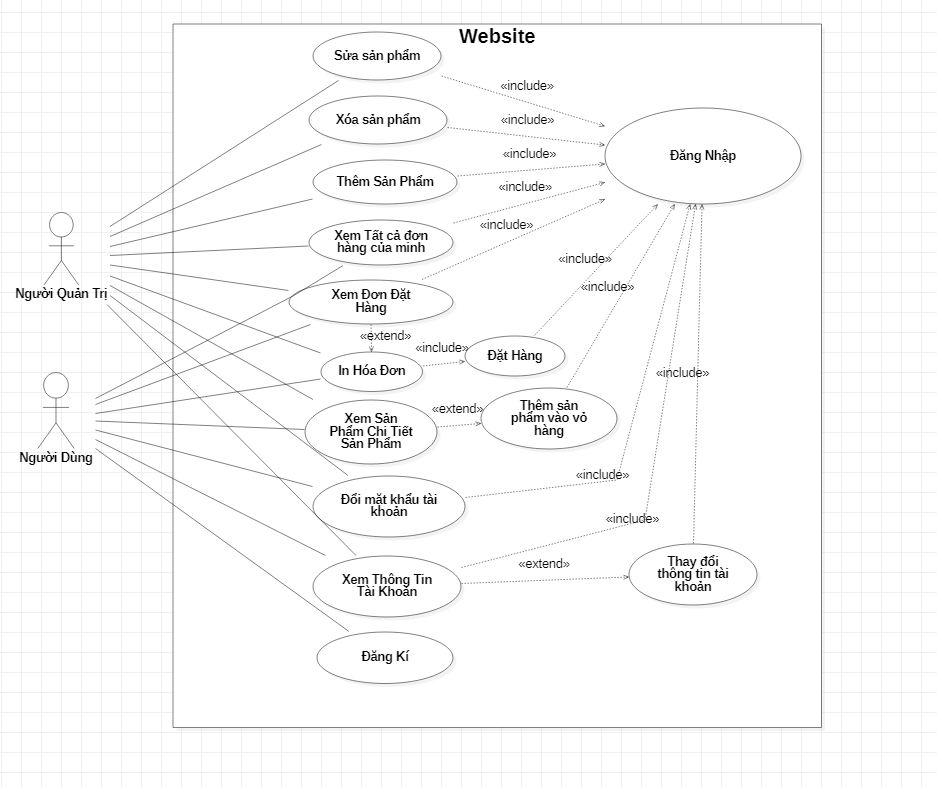 Website
Sửa sản phẩm
«include»
Xóa sản phẩm
«include»
Đăng Nhập
Thêm Sản Phẩm
«include»
«include»
Xem Tất cả đơn
hàng của mình
«include»
«include»
Người Quản Trị
Xem Đơn Đặt
Hàng
«include»
«extend»
«include»
Đặt Hàng
In Hóa Đơn
«include»
Xem Sản
Phẩm Chi Tiết
Sản Phẩm
«extend»
Thêm sản
phẩm vào vỏ
hàng
Người Dùng
«include»
Đổi mặt khẩu tài
khoản
«include»
«extend»
Xem Thông Tin
Tài Khoản
Thay đổi
thông tin tài
khoản
Đăng Kí